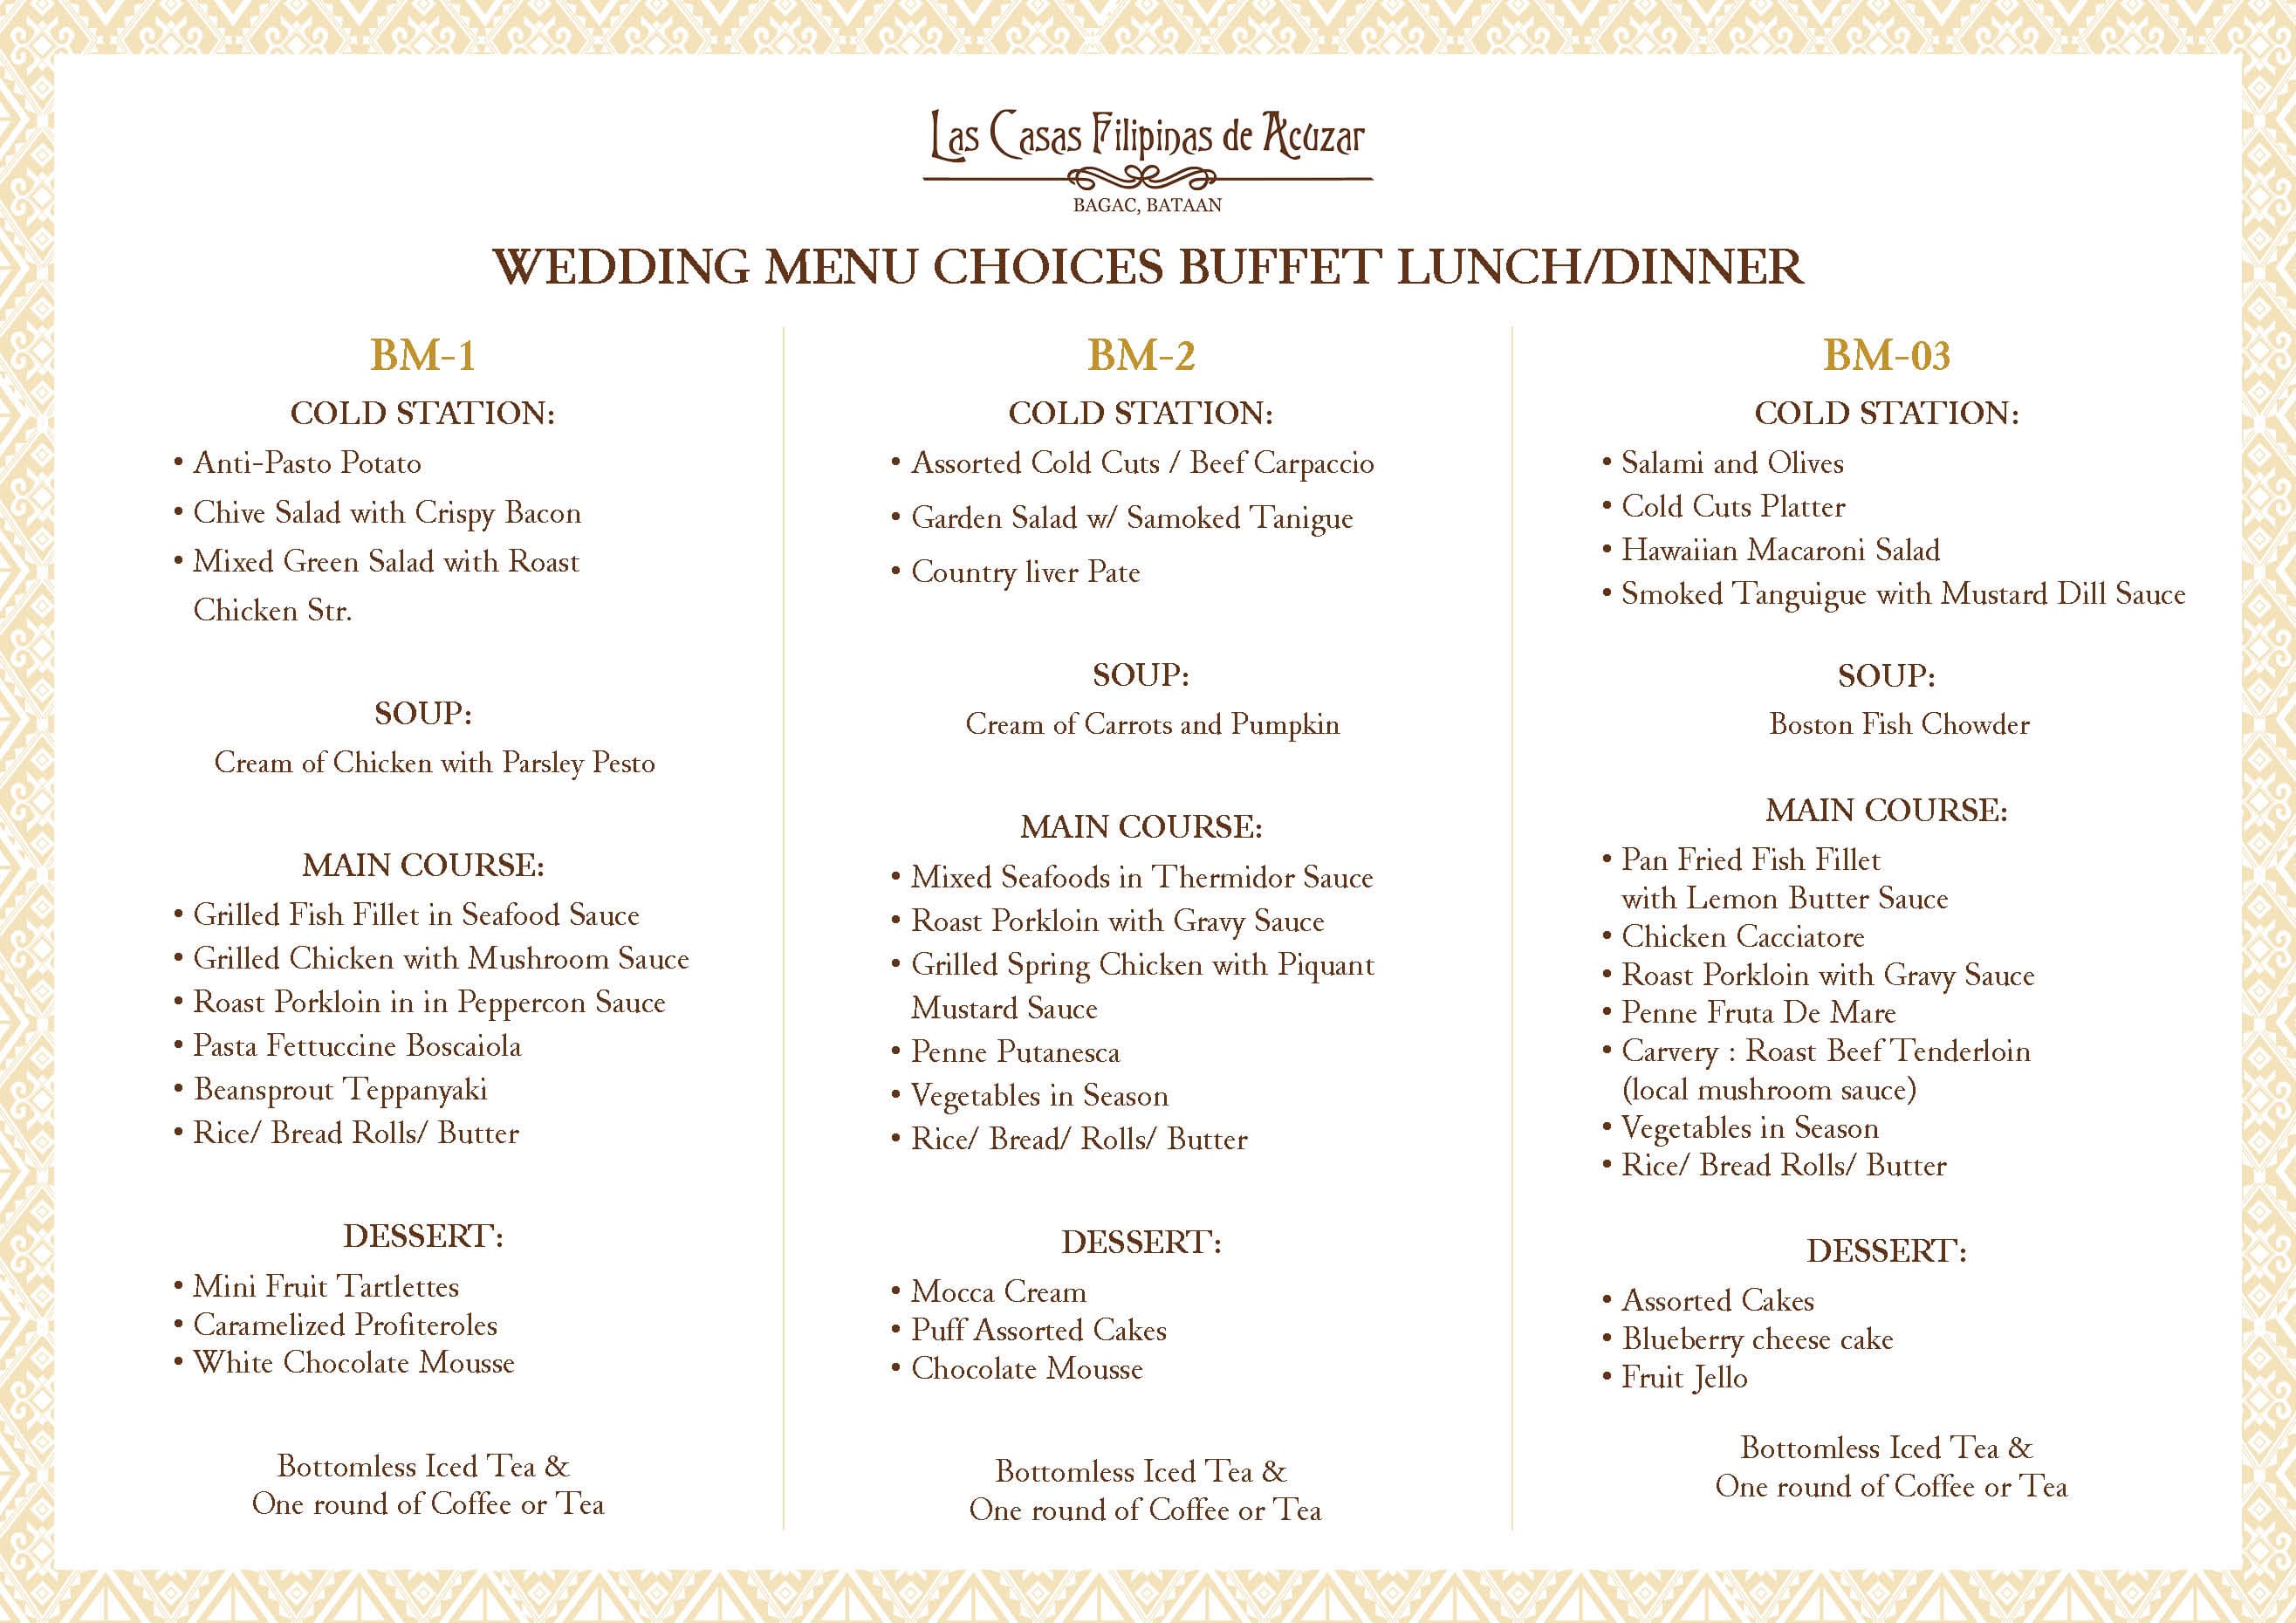 Las Casas Filipinas de Acuzar
BAGAC, BATAAN
WEDDING MENU CHOICES BUFFET LUNCH/DINNER
BM-1
COLD STATION:
• Anti-Pasto Potato
• Chive Salad with Crispy Bacon
• Mixed Green Salad with Roast
Chicken Str.
SOUP:
Cream of Chicken with Parsley Pesto
MAIN COURSE:
• Grilled Fish Fillet in Seafood Sauce
• Grilled Chicken with Mushroom Sauce
• Roast Porkloin in in Peppercon Sauce
• Pasta Fettuccine Boscaiola
• Beansprout Teppanyaki
• Rice/ Bread Rolls/ Butter
DESSERT:
• Mini Fruit Tartlettes
• Caramelized Profiteroles
• White Chocolate Mousse
Bottomless Iced Tea &
One round of Coffee or Tea
BM-2
COLD STATION:
• Assorted Cold Cuts / Beef Carpaccio
• Garden Salad w/ Samoked Tanigue
• Country liver Pate
SOUP:
Cream of Carrots and Pumpkin
MAIN COURSE:
• Mixed Seafoods in Thermidor Sauce
• Roast Porkloin with Gravy Sauce
• Grilled Spring Chicken with Piquant
Mustard Sauce
• Penne Putanesca
• Vegetables in Season
• Rice/ Bread/ Rolls/ Butter
DESSERT:
• Mocca Cream
• Puff Assorted Cakes
• Chocolate Mousse
Bottomless Iced Tea &
One round of Coffee or Tea
BM-03
COLD STATION:
• Salami and Olives
• Cold Cuts Platter
• Hawaiian Macaroni Salad
• Smoked Tanguigue with Mustard Dill Sauce
SOUP:
Boston Fish Chowder
MAIN COURSE:
• Pan Fried Fish Fillet
with Lemon Butter Sauce
• Chicken Cacciatore
• Roast Porkloin with Gravy Sauce
• Penne Fruta De Mare
• Carvery : Roast Beef Tenderloin
(local mushroom sauce)
• Vegetables in Season
• Rice/ Bread Rolls/ Butter
DESSERT:
• Assorted Cakes
• Blueberry cheese cake
• Fruit Jello
Bottomless Iced Tea &
One round of Coffee or Tea